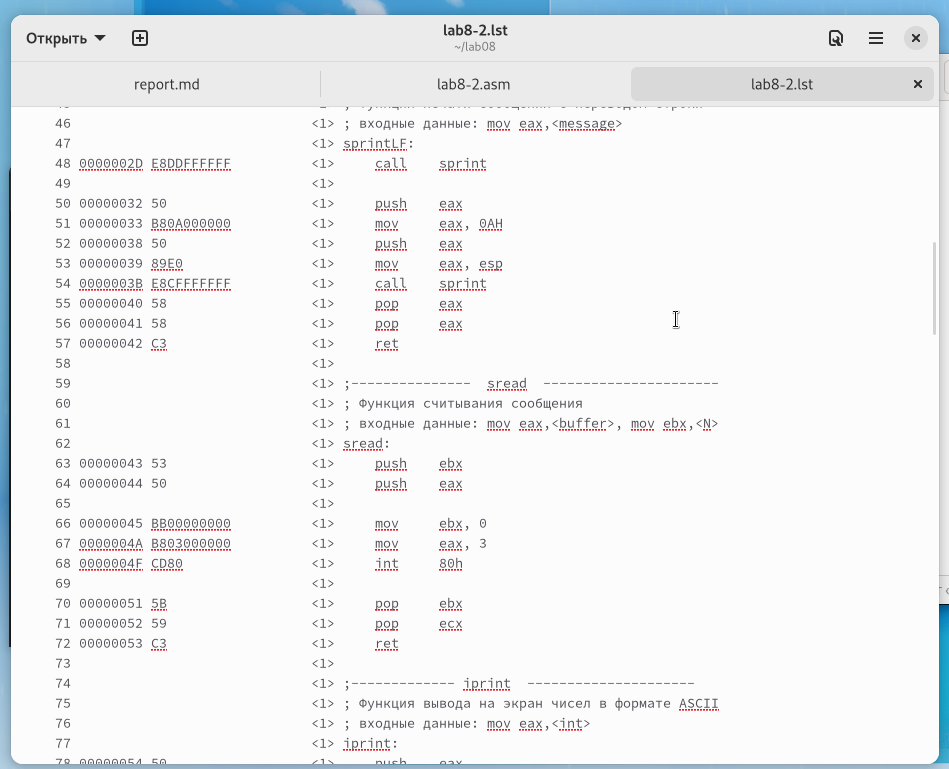 Открыть
lab8-2.lst
~/lab08
report.md
lab8-2.asm
lab8-2.lst
46 <1> ; входные данные: mov eax,<message>
47 <1> sprintLF:
48 0000002D E8DDFFFFFF <1> call sprint
49 <1>
50 00000032 50 <1> push eax
51 00000033 B80A000000 <1> mov eax, 0AH
52 00000038 50 <1> push eax
53 00000039 89E0 <1> mov eax, esp
54 0000003B E8CFFFFFFF <1> call sprint
55 00000040 58 <1> pop eax
56 00000041 58 <1> pop eax
57 00000042 C3 <1> ret
58 <1>
59 <1> ;--------------- sread ----------------------
60 <1> ; Функция считывания сообщения
61 <1> ; входные данные: mov eax,<buffer>, mov ebx,<N>
62 <1> sread:
63 00000043 53 <1> push ebx
64 00000044 50 <1> push eax
65 <1>
66 00000045 BB00000000 <1> mov ebx, 0
67 0000004A B803000000 <1> mov eax, 3
68 0000004F CD80 <1> int 80h
69 <1>
70 00000051 5B <1> pop ebx
71 00000052 59 <1> pop ecx
72 00000053 C3 <1> ret
73 <1>
74 <1> ;------------- iprint ---------------------
75 <1> ; Функция вывода на экран чисел в формате ASCII
76 <1> ; входные данные: mov eax,<int>
77 <1> iprint:
78 00000054 50 <1> push eax